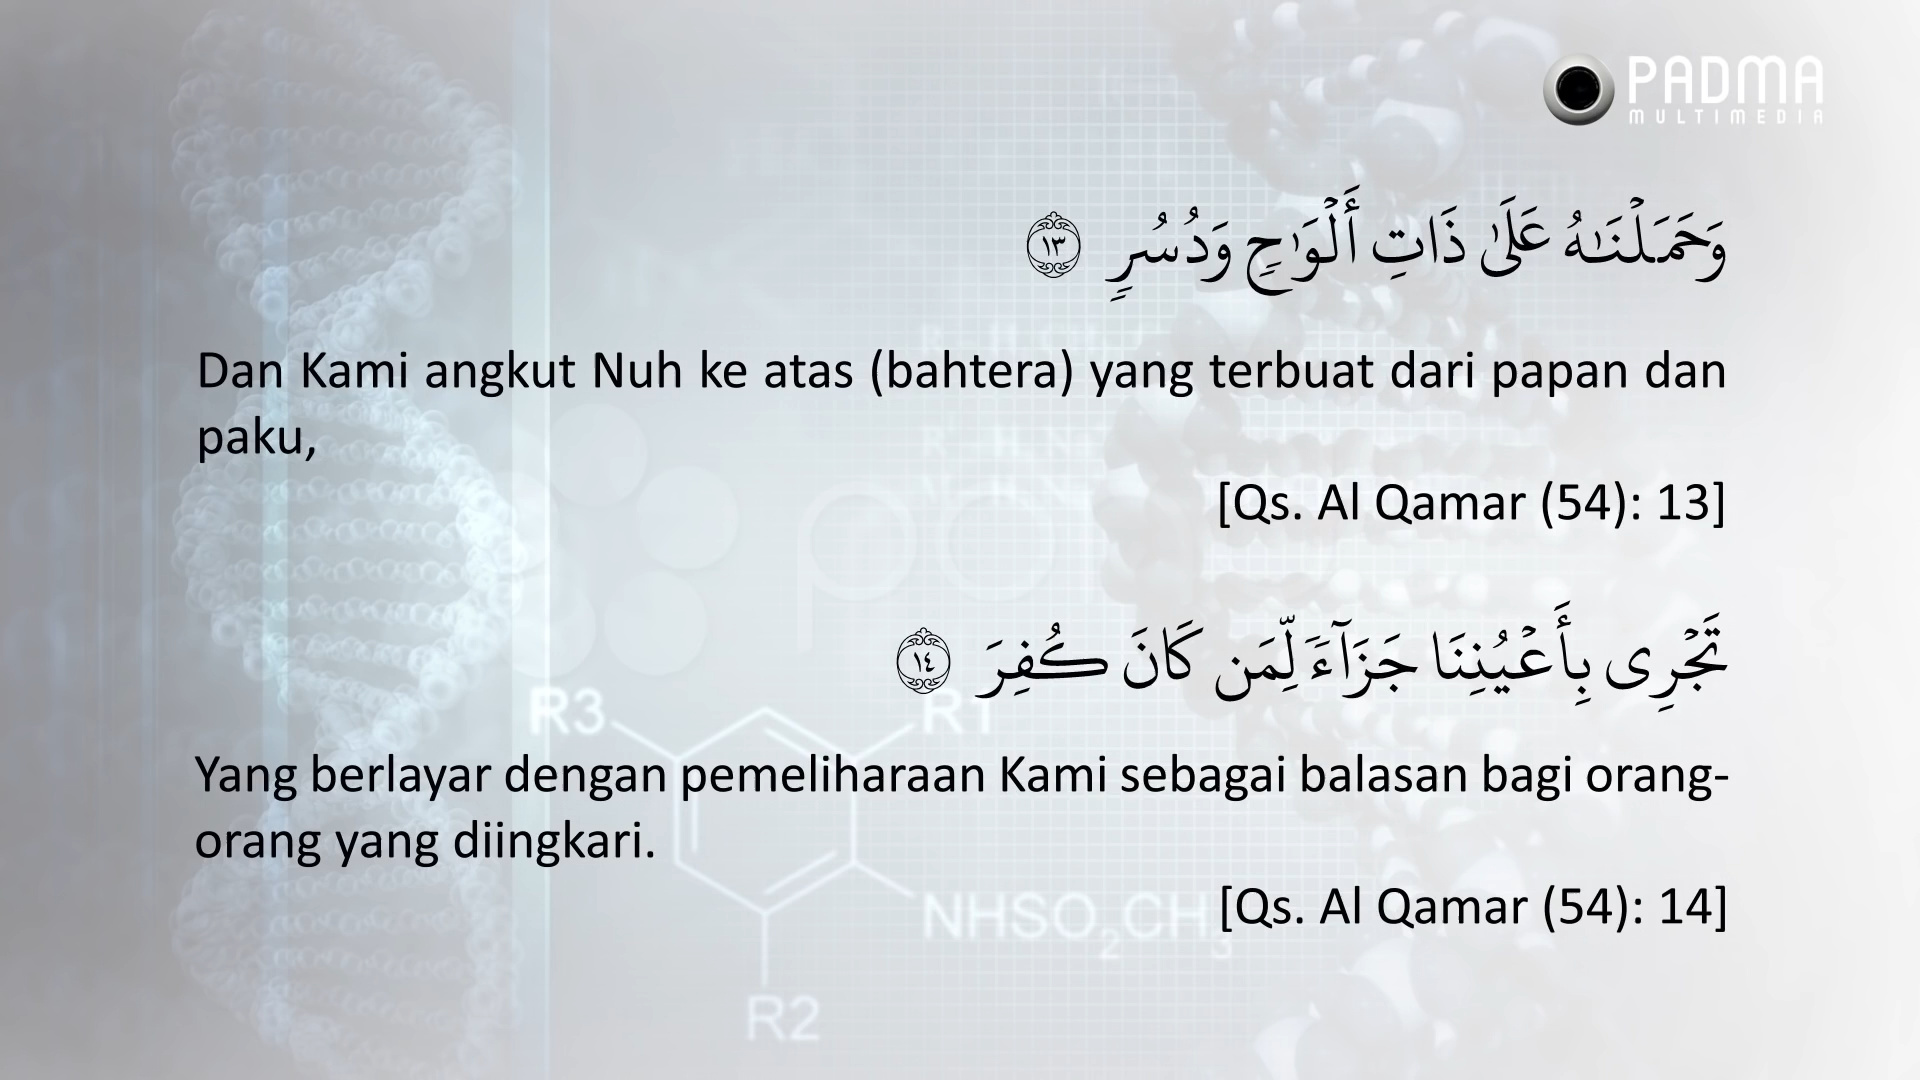 PADMA
MULTIMEDIA
وَحَمَلْنَٰهُ عَلَىٰ ذَاتِ أَلْوَٰحٍ وَدُسُرٍ ١٣
Dan Kami angkut Nuh ke atas (bahtera) yang terbuat dari papan dan
paku,
[Qs. Al Qamar (54): 13]
تَجْرِى بِأَعْيُنِنَا جَزَآءً لِّمَن كَانَ كُفِرَ ١٤
R3
R1
Yang berlayar dengan pemeliharaan Kami sebagai balasan bagi orang-
orang yang diingkari.
[Qs. Al Qamar (54): 14]
NHSO2CH3
R2